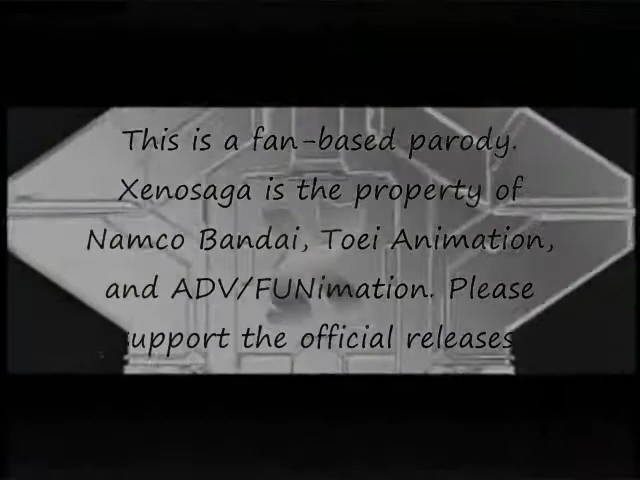 This is a fan-based parody.
Xenosaga is the property of
Namco Bandai, Toei Animation,
and ADV/FUNimation. Please
support the official releases